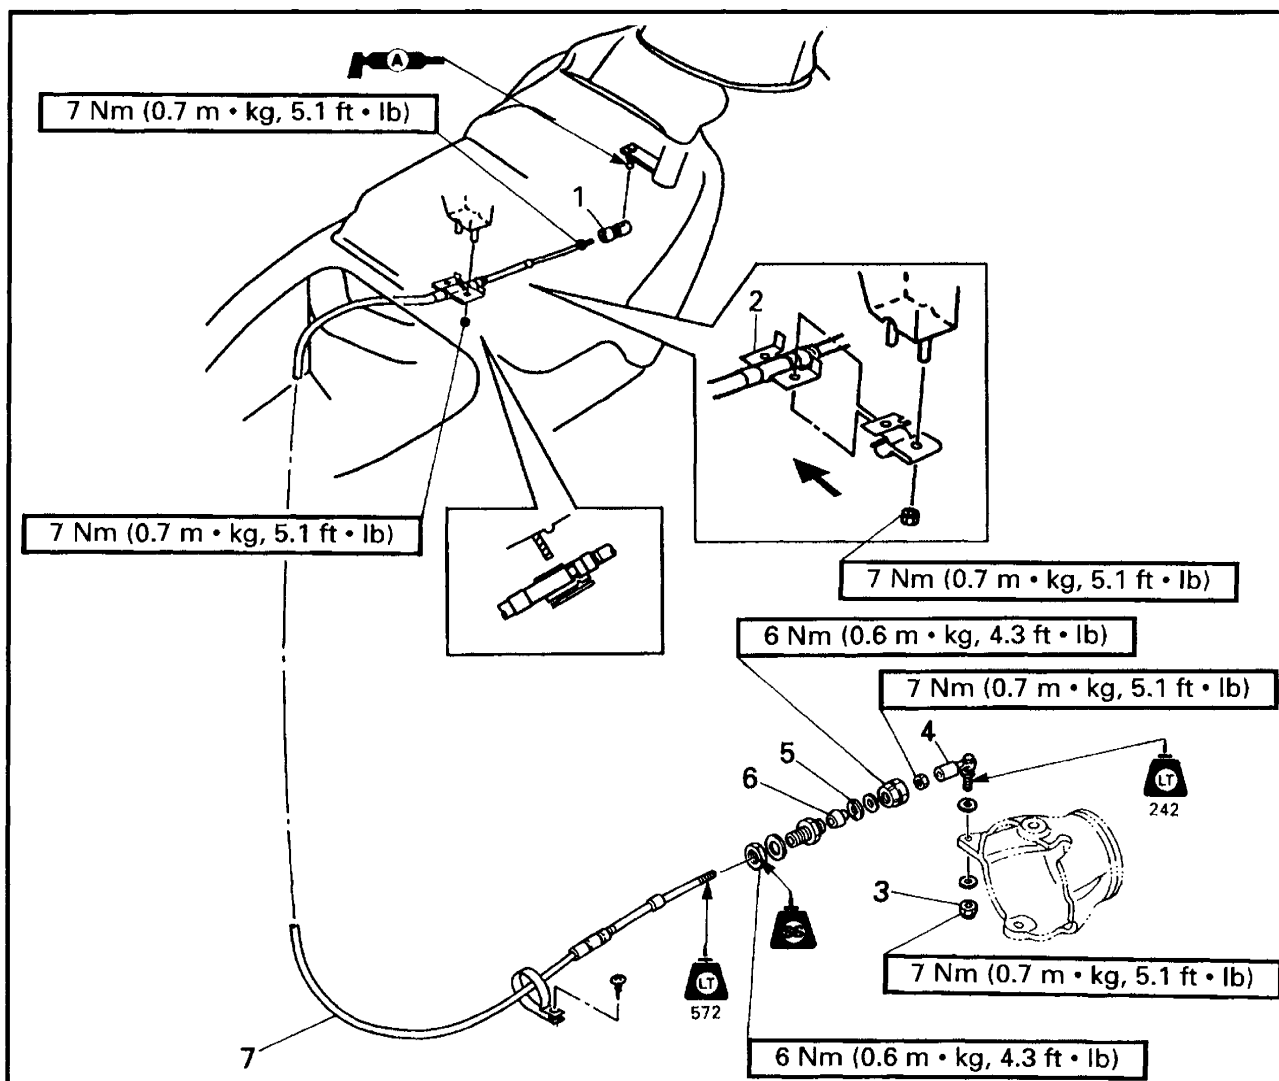 A
7 Nm (0.7 m • kg, 5.1 ft • lb)
1
2
7 Nm (0.7 m • kg, 5.1 ft • lb)
7 Nm (0.7 m • kg, 5.1 ft • lb)
6 Nm (0.6 m • kg, 4.3 ft • lb)
7 Nm (0.7 m • kg, 5.1 ft • lb)
4
5
6
LT
242
3
SS
7 Nm (0.7 m • kg, 5.1 ft • lb)
LT
572
7
6 Nm (0.6 m • kg, 4.3 ft • lb)